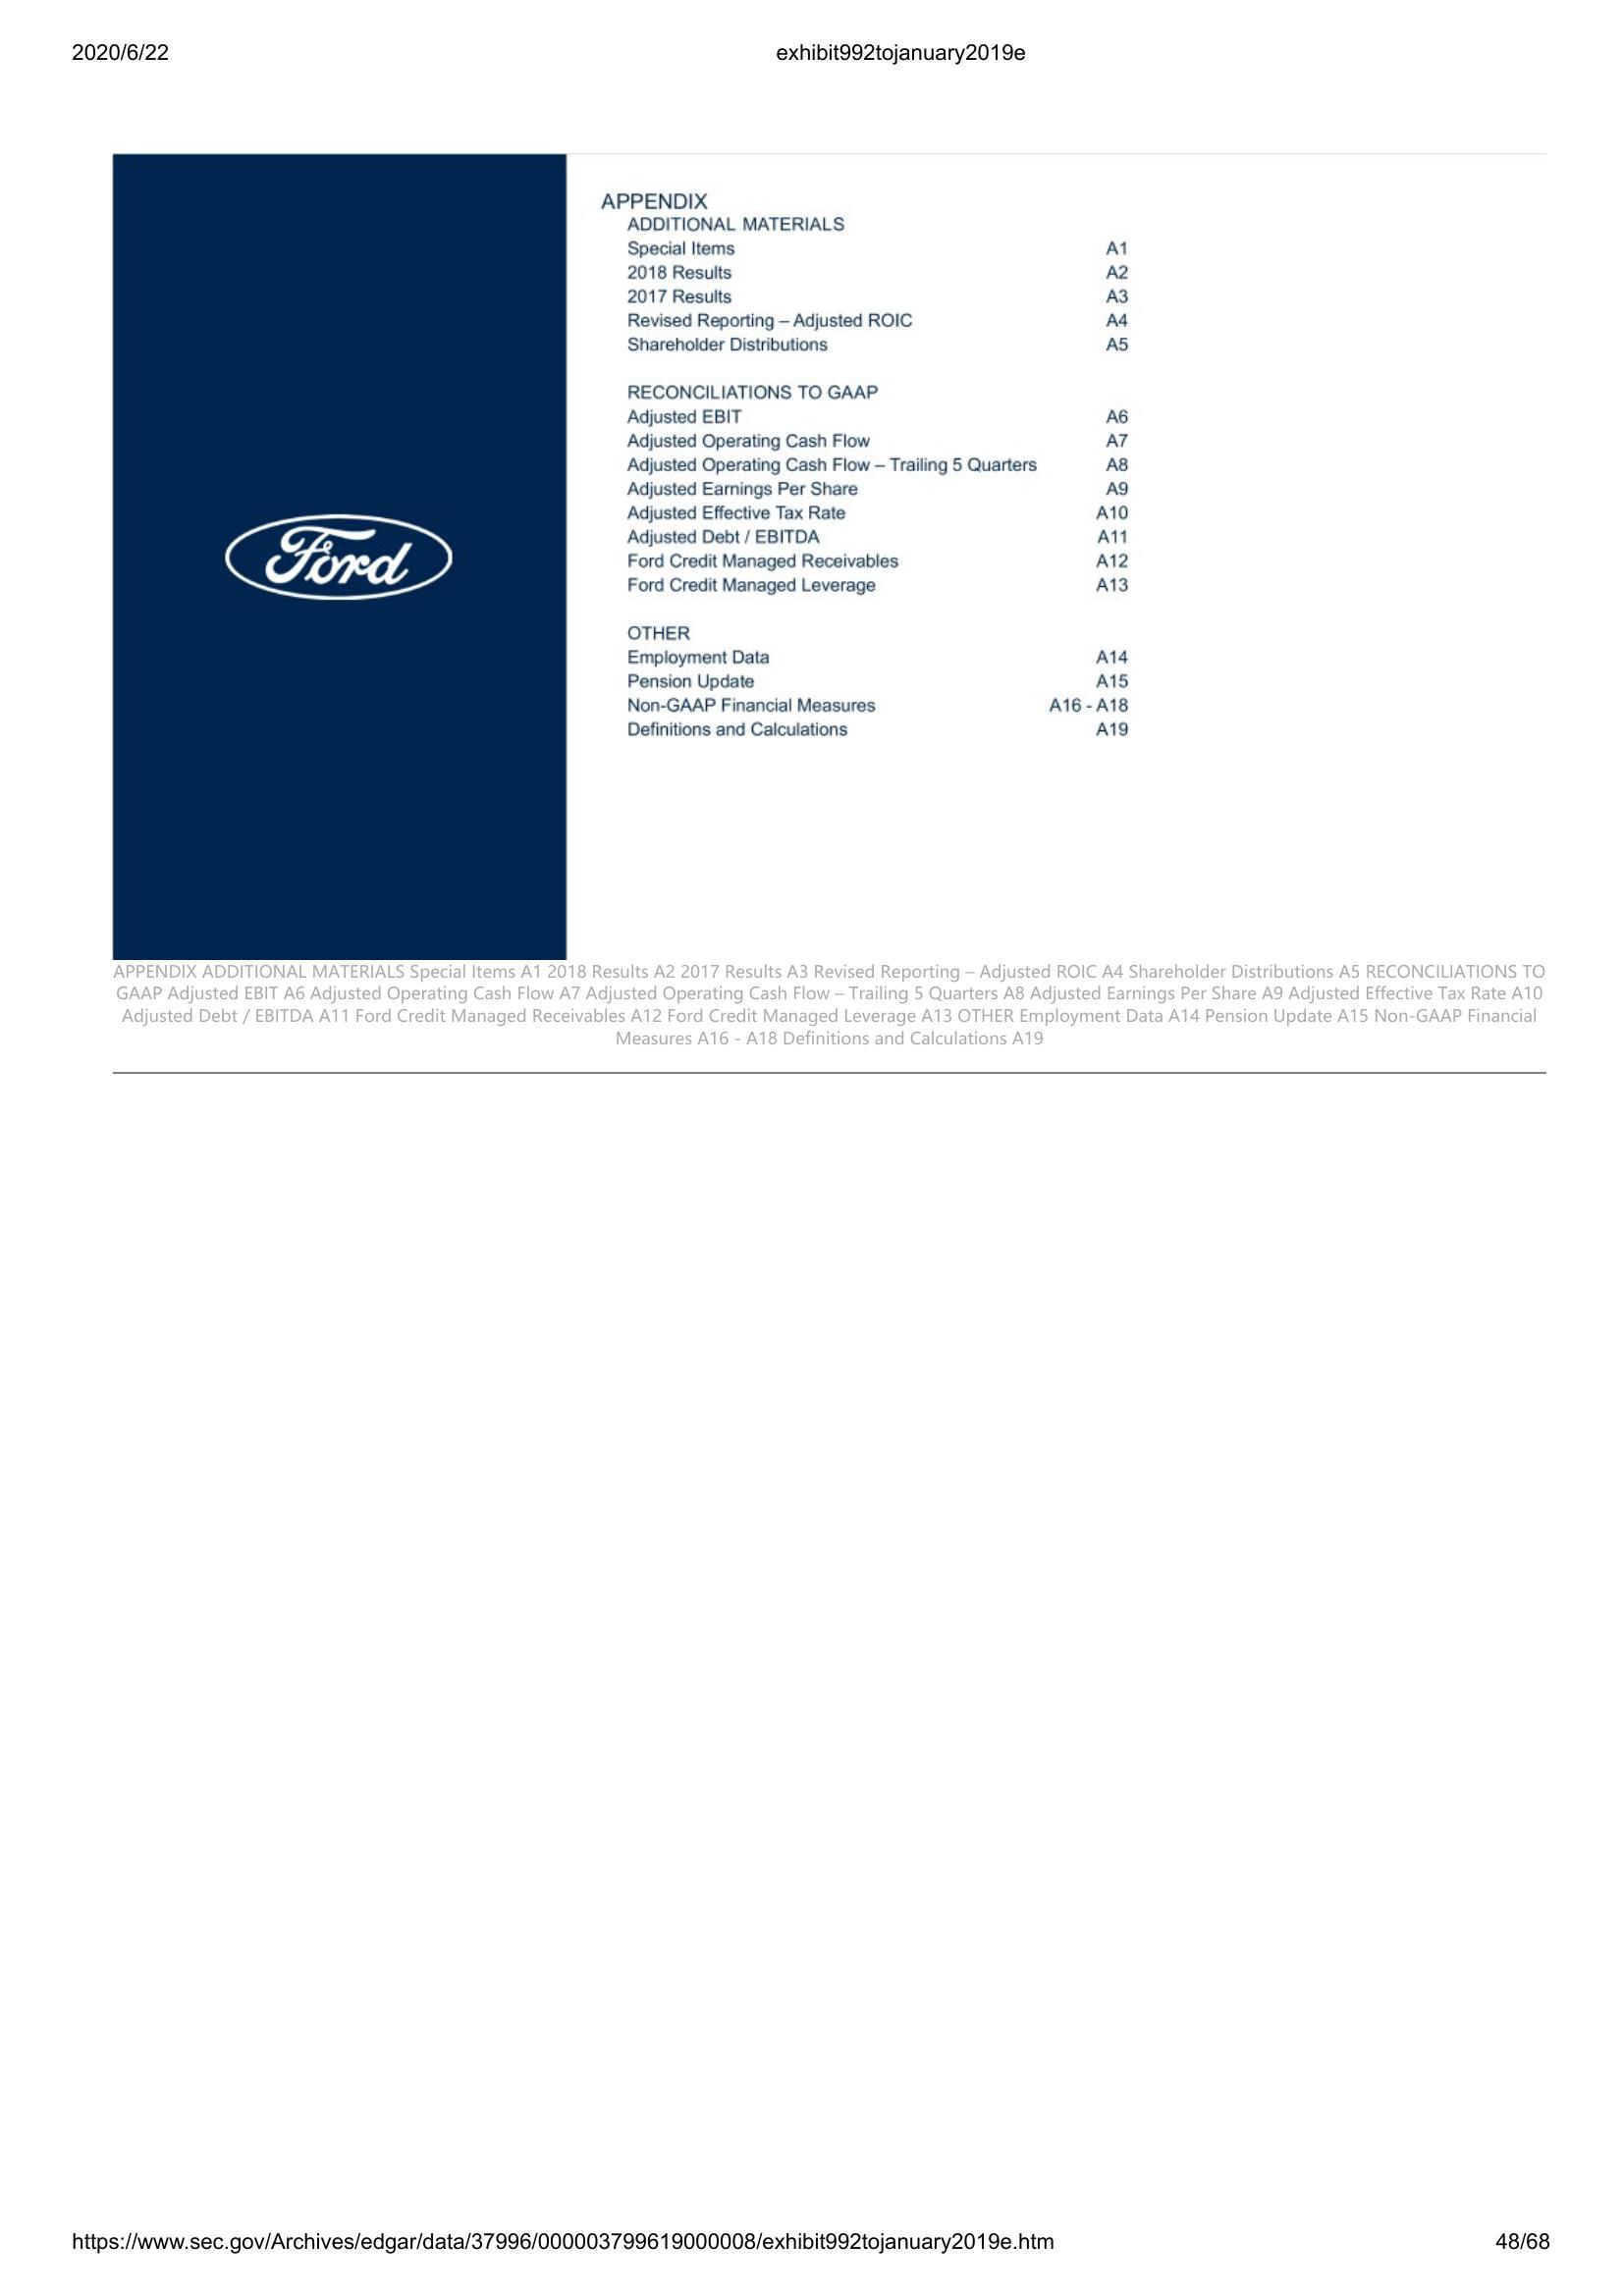 2020/6/22 exhibit992tojanuary2019e
APPENDIX
ADDITIONAL MATERIALS
Special Items A1
2018 Results A2
2017 Results A3
Revised Reporting – Adjusted ROIC A4
Shareholder Distributions A5
RECONCILIATIONS TO GAAP
Adjusted EBIT A6
Adjusted Operating Cash Flow A7
Adjusted Operating Cash Flow – Trailing 5 Quarters A8
Adjusted Earnings Per Share A9
Adjusted Effective Tax Rate A10
Adjusted Debt / EBITDA A11
Ford Credit Managed Receivables A12
Ford Credit Managed Leverage A13
Ford
OTHER
Employment Data A14
Pension Update A15
Non-GAAP Financial Measures A16 - A18
Definitions and Calculations A19
APPENDIX ADDITIONAL MATERIALS Special Items A1 2018 Results A2 2017 Results A3 Revised Reporting – Adjusted ROIC A4 Shareholder Distributions A5 RECONCILIATIONS TO
GAAP Adjusted EBIT A6 Adjusted Operating Cash Flow A7 Adjusted Operating Cash Flow – Trailing 5 Quarters A8 Adjusted Earnings Per Share A9 Adjusted Effective Tax Rate A10
Adjusted Debt / EBITDA A11 Ford Credit Managed Receivables A12 Ford Credit Managed Leverage A13 OTHER Employment Data A14 Pension Update A15 Non-GAAP Financial
Measures A16 - A18 Definitions and Calculations A19
https://www.sec.gov/Archives/edgar/data/37996/000003799619000008/exhibit992tojanuary2019e.htm 48/68